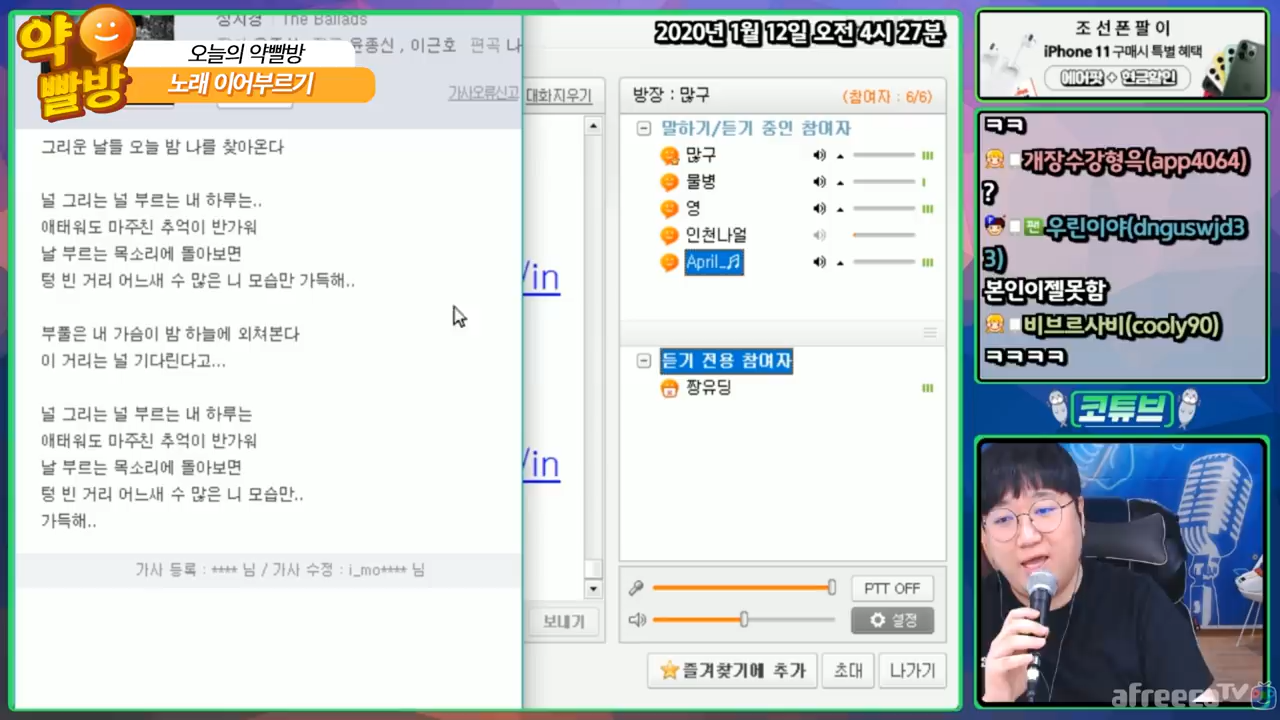 약빨방
오늘의 약빨방
노래 이어부르기
성시경 The Ballads
윤종신 , 이근호 편곡 나
가사오류신고
대화지우기
그리운 날들 오늘 밤 나를 찾아온다
널 그리는 널 부르는 내 하루는..
애태워도 마주친 추억이 반가워
날 부르는 목소리에 돌아보면
텅 빈 거리 어느새 수 많은 니 모습만 가득해..
부풀은 내 가슴이 밤 하늘에 외쳐본다
이 거리는 널 기다린다고...
널 그리는 널 부르는 내 하루는
애태워도 마주친 추억이 반가워
날 부르는 목소리에 돌아보면
텅 빈 거리 어느새 수 많은 니 모습만..
가득해..
가사 등록 : **** 님 / 가사 수정 : i_mo**** 님
/in
/in
보내기
2020년 1월 12일 오전 4시 27분
방장 : 많구 (참여자 : 6/6)
말하기/듣기 중인 참여자
많구
물병
영
인천나얼
April_♬
듣기 전용 참여자
짱유딩
PTT OFF
설정
즐겨찾기에 추가
초대
나가기
조선폰팔이
iPhone 11 구매시 특별 혜택
에어팟 + 현금할인
ㅋㅋ
개장수강형윽(app4064)
?
팬 우린이야(dnguswjd3
3)
본인이젤못함
비브르사비(cooly90)
ㅋㅋㅋㅋ
코튜브
afreecaTV